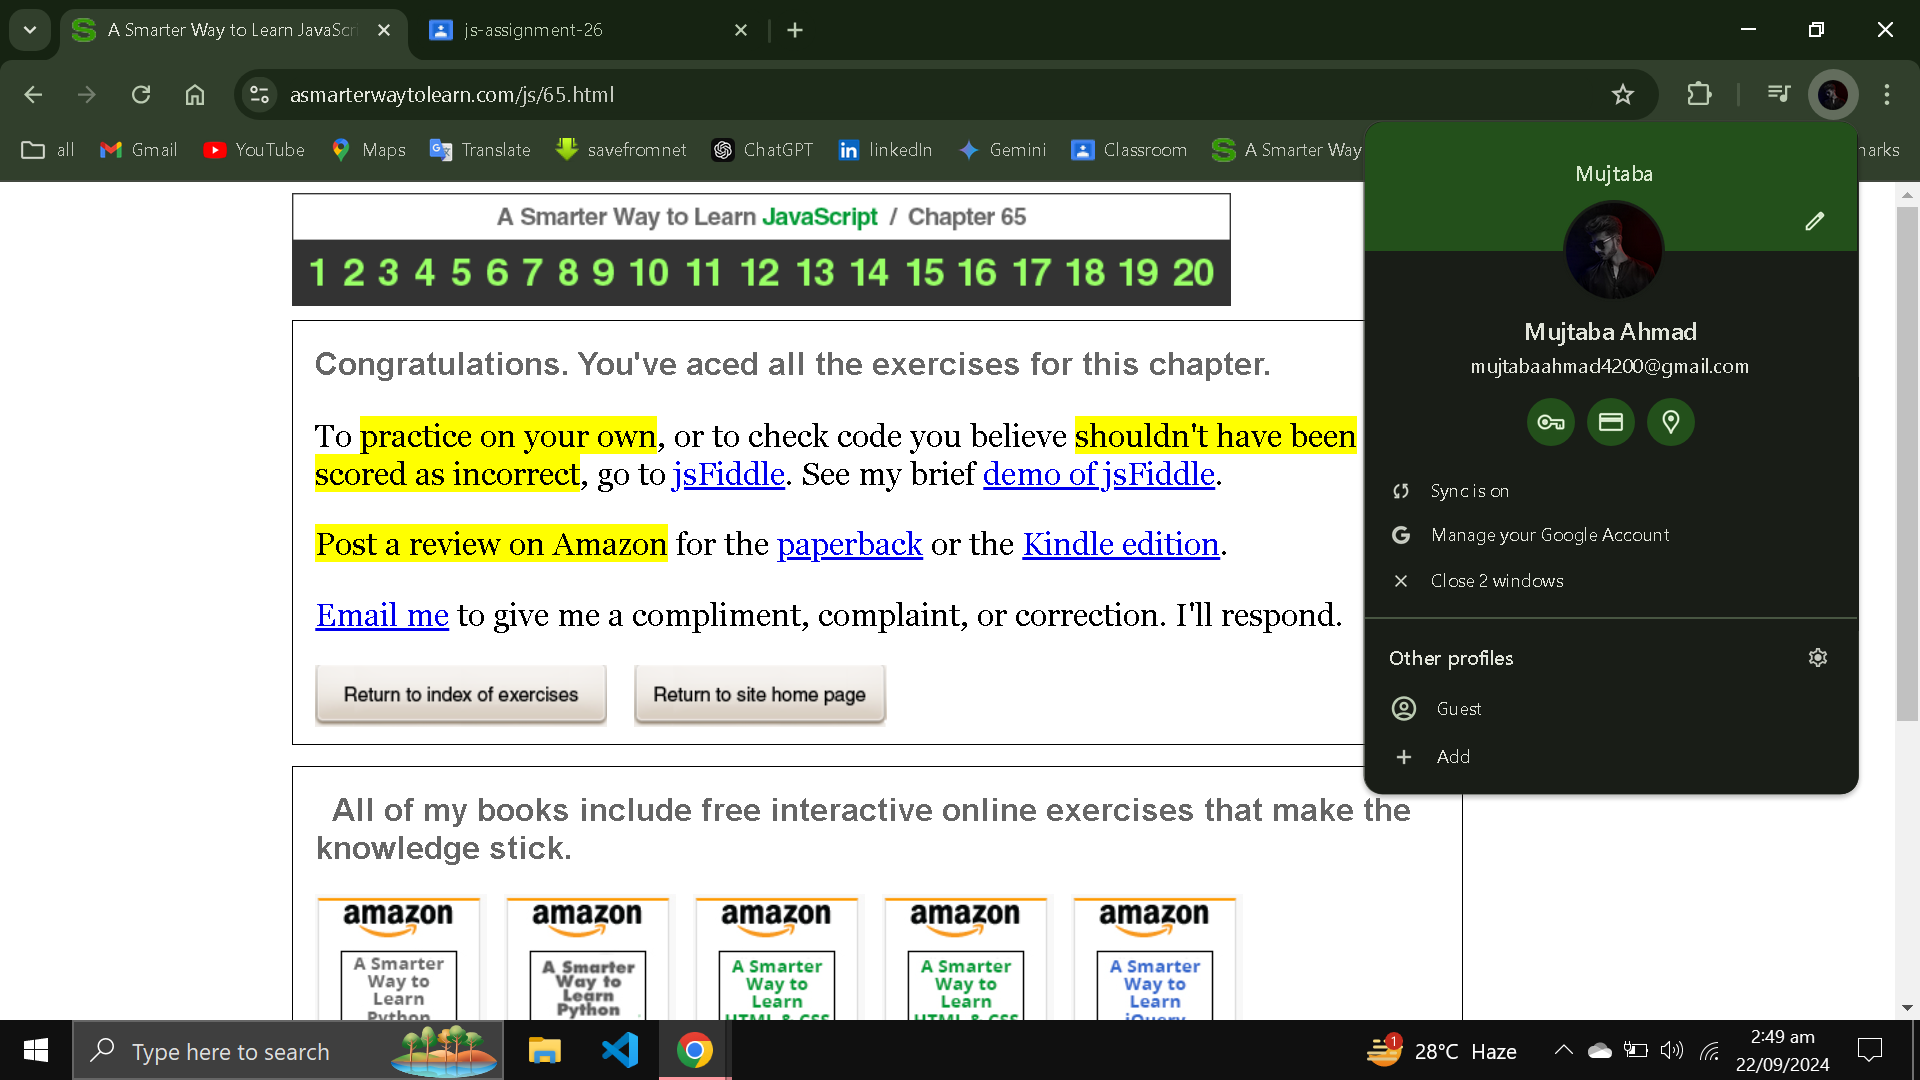 A Smarter Way to Learn JavaScri
js-assignment-26
asmarterwaytolearn.com/js/65.html
all
Gmail
YouTube
Maps
Translate
savefromnet
ChatGPT
linkedIn
Gemini
Classroom
A Smarter Way
A Smarter Way to Learn JavaScript / Chapter 65
1 2 3 4 5 6 7 8 9 10 11 12 13 14 15 16 17 18 19 20
Congratulations. You've aced all the exercises for this chapter.
To practice on your own, or to check code you believe shouldn't have been
scored as incorrect, go to jsFiddle. See my brief demo of jsFiddle.
Post a review on Amazon for the paperback or the Kindle edition.
Email me to give me a compliment, complaint, or correction. I'll respond.
Return to index of exercises
Return to site home page
All of my books include free interactive online exercises that make the
knowledge stick.
amazon
A Smarter
Way to
Learn
Python
amazon
A Smarter
Way to
Learn
Python
amazon
A Smarter
Way to
Learn
HTML & CSS
amazon
A Smarter
Way to
Learn
HTML & CSS
amazon
A Smarter
Way to
Learn
jQuery
Mujtaba
Mujtaba Ahmad
mujtabaahmad4200@gmail.com
Sync is on
Manage your Google Account
Close 2 windows
Other profiles
Guest
Add
Type here to search
1
28°C Haze
2:49 am
22/09/2024